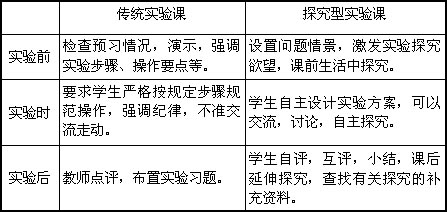 传统实验课 探究型实验课
实验前 检查预习情况，演示，强调 设置问题情景，激发实验探究
实验步骤、操作要点等。 欲望，课前生活中探究。
实验时 要求学生严格按规定步骤规 学生自主设计实验方案，可以
范操作，强调纪律，不准交 交流，讨论，自主探究。
流走动。
实验后 教师点评，布置实验习题。 学生自评，互评，小结，课后
延伸探究，查找有关探究的补
充资料。